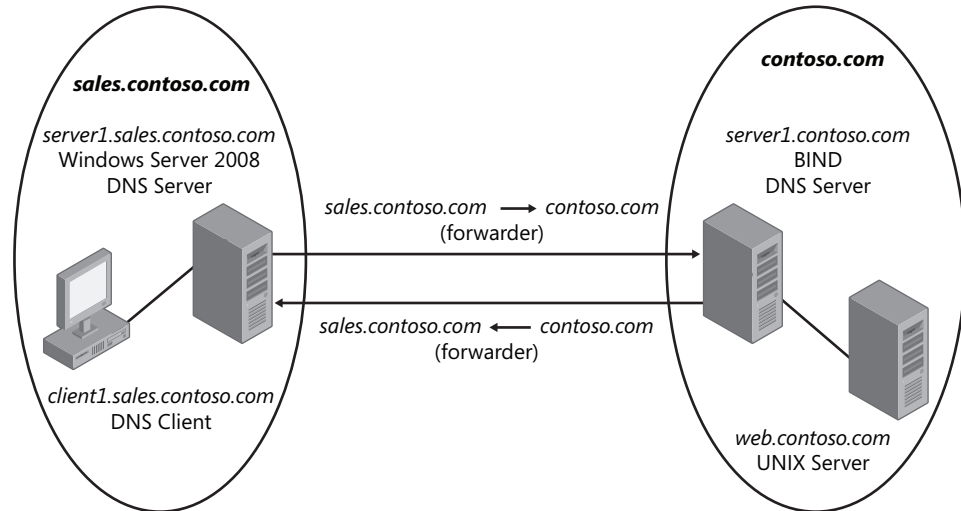 sales.contoso.com
server1.sales.contoso.com
Windows Server 2008
DNS Server
client1.sales.contoso.com
DNS Client
sales.contoso.com → contoso.com
(forwarder)
sales.contoso.com ← contoso.com
(forwarder)
contoso.com
server1.contoso.com
BIND
DNS Server
web.contoso.com
UNIX Server